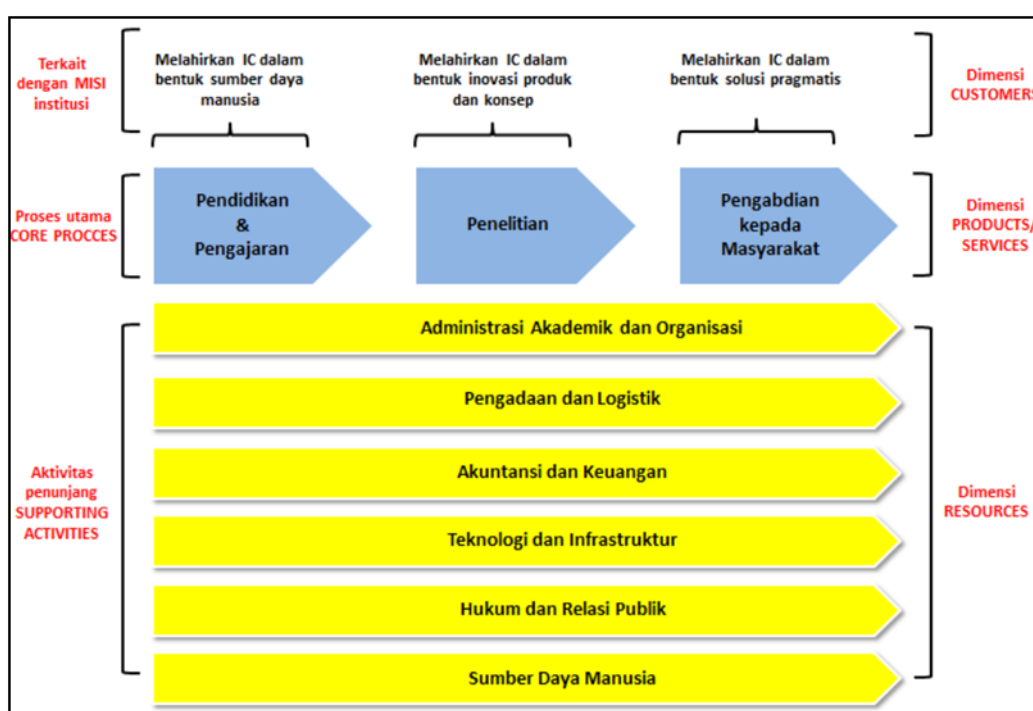 Terkait
dengan MISI
institusi
Melahirkan IC dalam
bentuk sumber daya
manusia
Melahirkan IC dalam
bentuk inovasi produk
dan konsep
Melahirkan IC dalam
bentuk solusi pragmatis
Dimensi
CUSTOMERS
Proses utama
CORE PROCCES
Pendidikan
&
Pengajaran
Penelitian
Pengabdian
kepada
Masyarakat
Dimensi
PRODUCTS/
SERVICES
Aktivitas
penunjang
SUPPORTING
ACTIVITIES
Administrasi Akademik dan Organisasi
Pengadaan dan Logistik
Akuntansi dan Keuangan
Teknologi dan Infrastruktur
Hukum dan Relasi Publik
Sumber Daya Manusia
Dimensi
RESOURCES